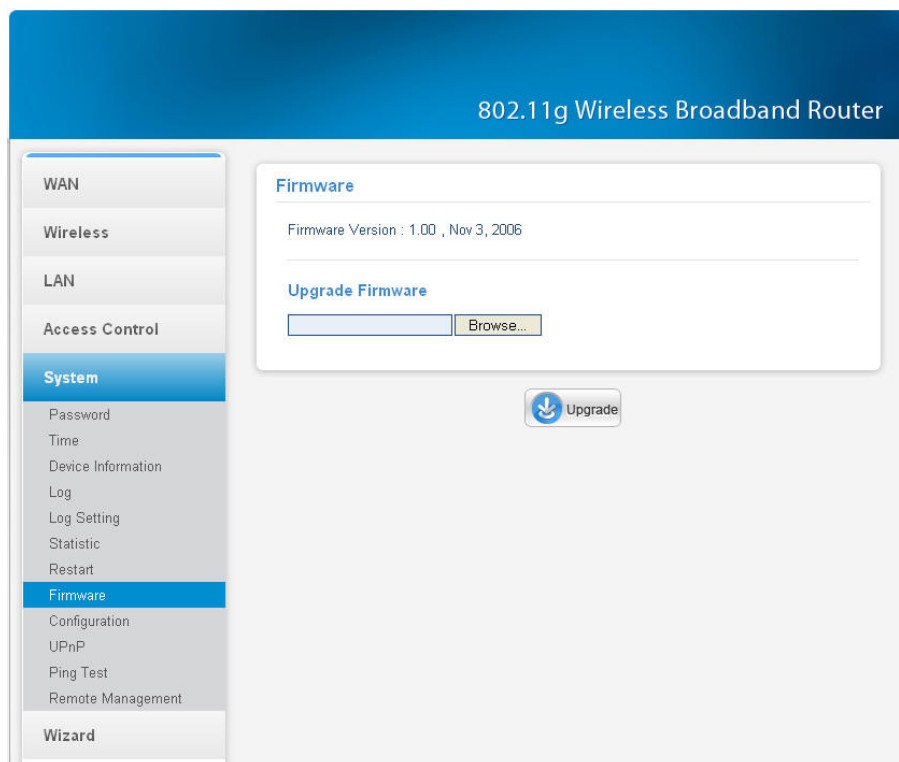 802.11g Wireless Broadband Router
WAN
Wireless
LAN
Access Control
System
Password
Time
Device Information
Log
Log Setting
Statistic
Restart
Firmware
Configuration
UPnP
Ping Test
Remote Management
Wizard
Firmware
Firmware Version : 1.00 , Nov 3, 2006
Upgrade Firmware
Browse...
Upgrade